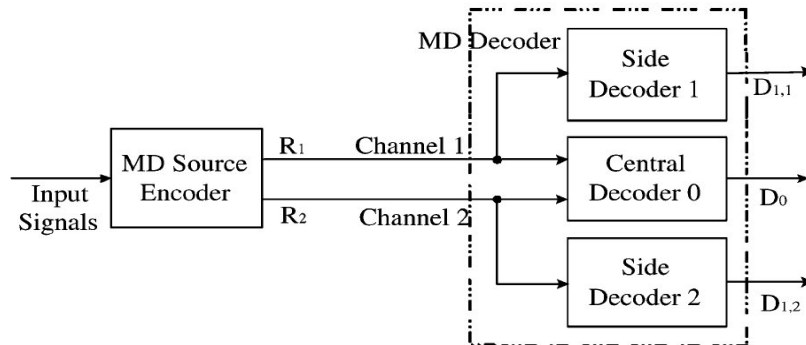 MD Decoder
Side
Decoder 1
D1,1
R1
Channel 1
MD Source
Encoder
Central
Decoder 0
D0
Input
Signals
R2
Channel 2
Side
Decoder 2
D1,2